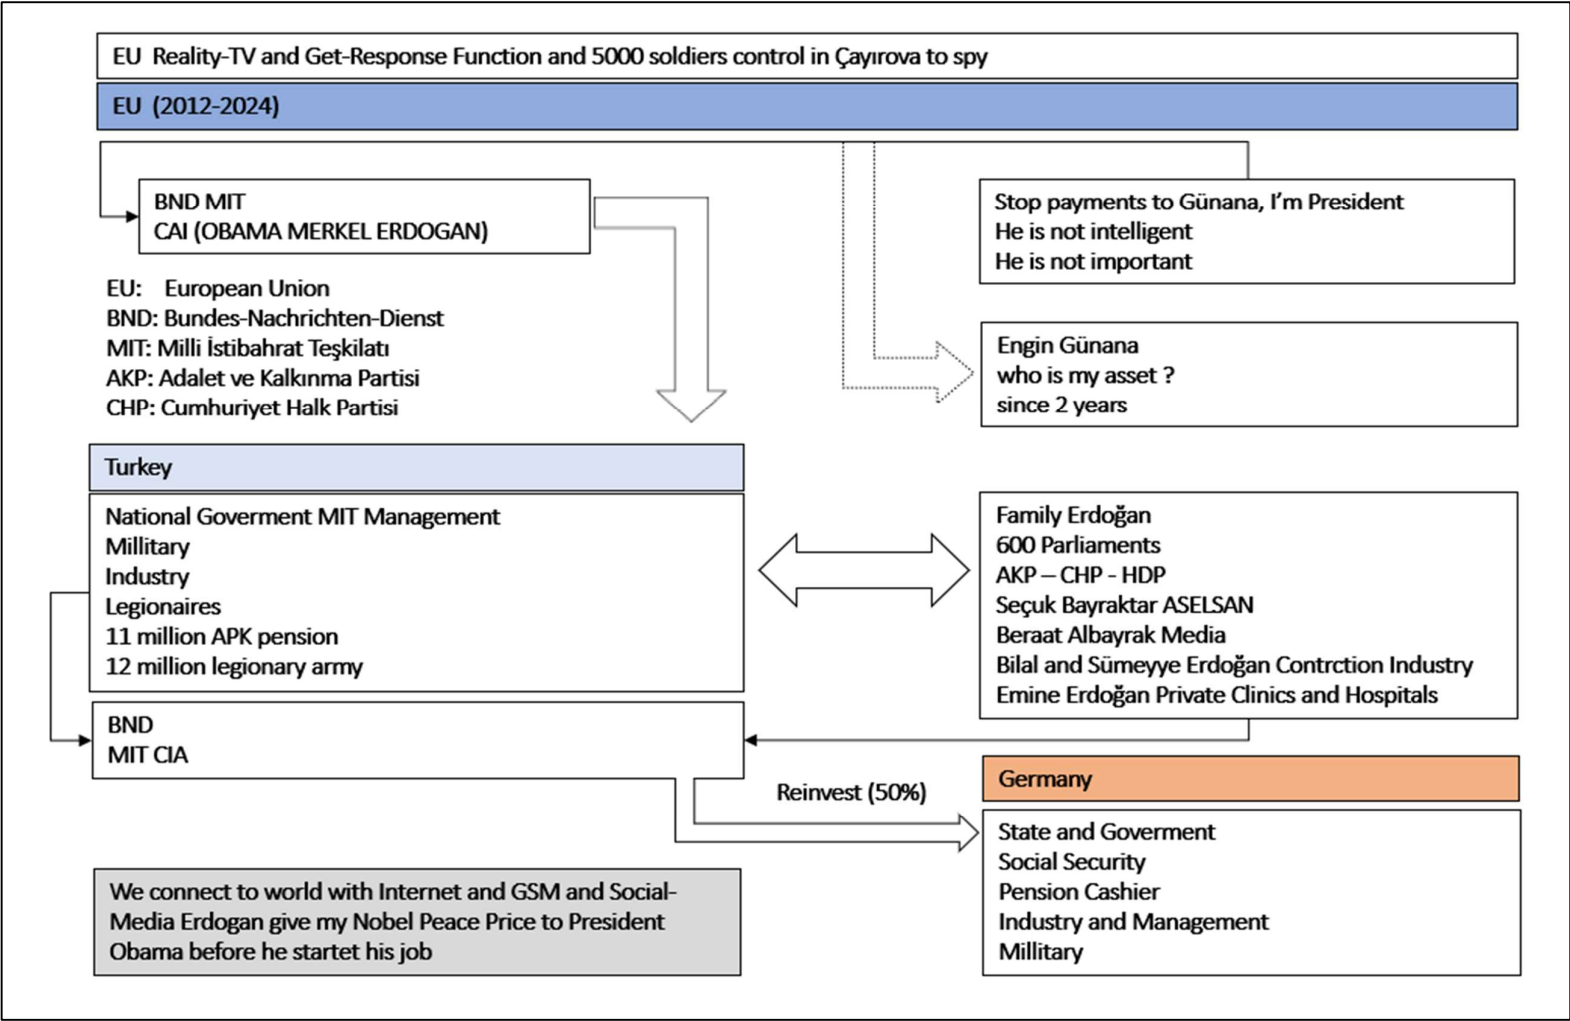 EU Reality-TV and Get-Response Function and 5000 soldiers control in Çayırova to spy
EU (2012-2024)
BND MIT
CAI (OBAMA MERKEL ERDOGAN)
Stop payments to Günana, I'm President
He is not intelligent
He is not important
EU: European Union
BND: Bundes-Nachrichten-Dienst
MIT: Milli İstibahrat Teşkilatı
AKP: Adalet ve Kalkınma Partisi
CHP: Cumhuriyet Halk Partisi
Engin Günana
who is my asset ?
since 2 years
Turkey
National Goverment MIT Management
Millitary
Industry
Legionaires
11 million APK pension
12 million legionary army
Family Erdoğan
600 Parliaments
AKP – CHP - HDP
Seçuk Bayraktar ASELSAN
Beraat Albayrak Media
Bilal and Sümeyye Erdoğan Contrction Industry
Emine Erdoğan Private Clinics and Hospitals
BND
MIT CIA
Reinvest (50%)
Germany
State and Goverment
Social Security
Pension Cashier
Industry and Management
Millitary
We connect to world with Internet and GSM and Social-
Media Erdogan give my Nobel Peace Price to President
Obama before he startet his job